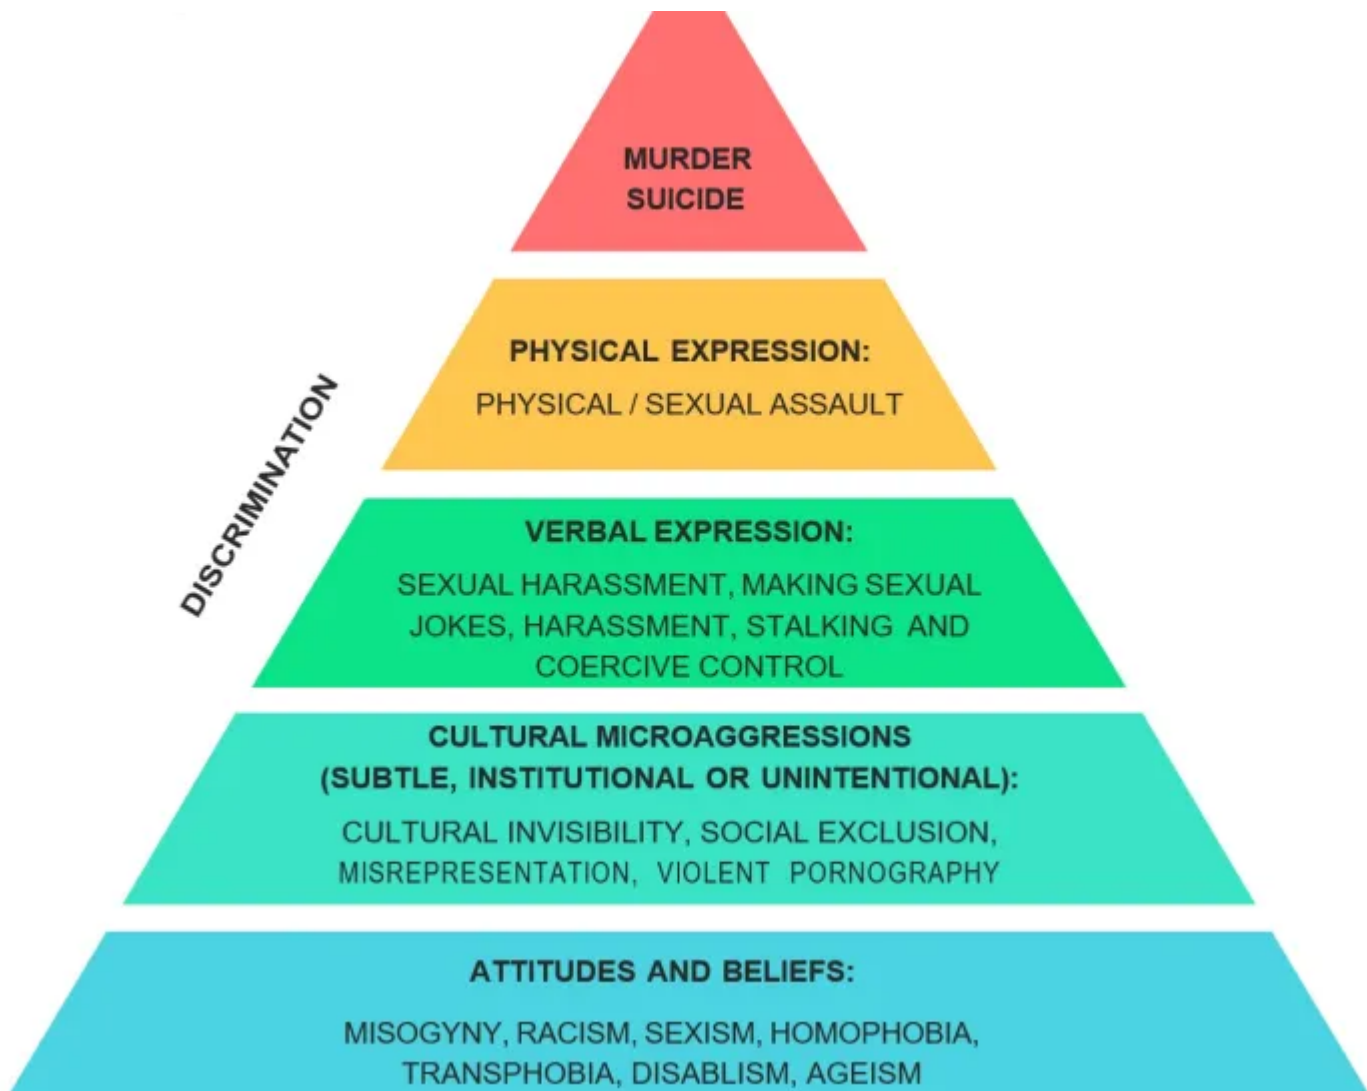 MURDER
SUICIDE
PHYSICAL EXPRESSION:
PHYSICAL / SEXUAL ASSAULT
DISCRIMINATION
VERBAL EXPRESSION:
SEXUAL HARASSMENT, MAKING SEXUAL
JOKES, HARASSMENT, STALKING AND
COERCIVE CONTROL
CULTURAL MICROAGGRESSIONS
(SUBTLE, INSTITUTIONAL OR UNINTENTIONAL):
CULTURAL INVISIBILITY, SOCIAL EXCLUSION,
MISREPRESENTATION, VIOLENT PORNOGRAPHY
ATTITUDES AND BELIEFS:
MISOGYNY, RACISM, SEXISM, HOMOPHOBIA,
TRANSPHOBIA, DISABLISM, AGEISM